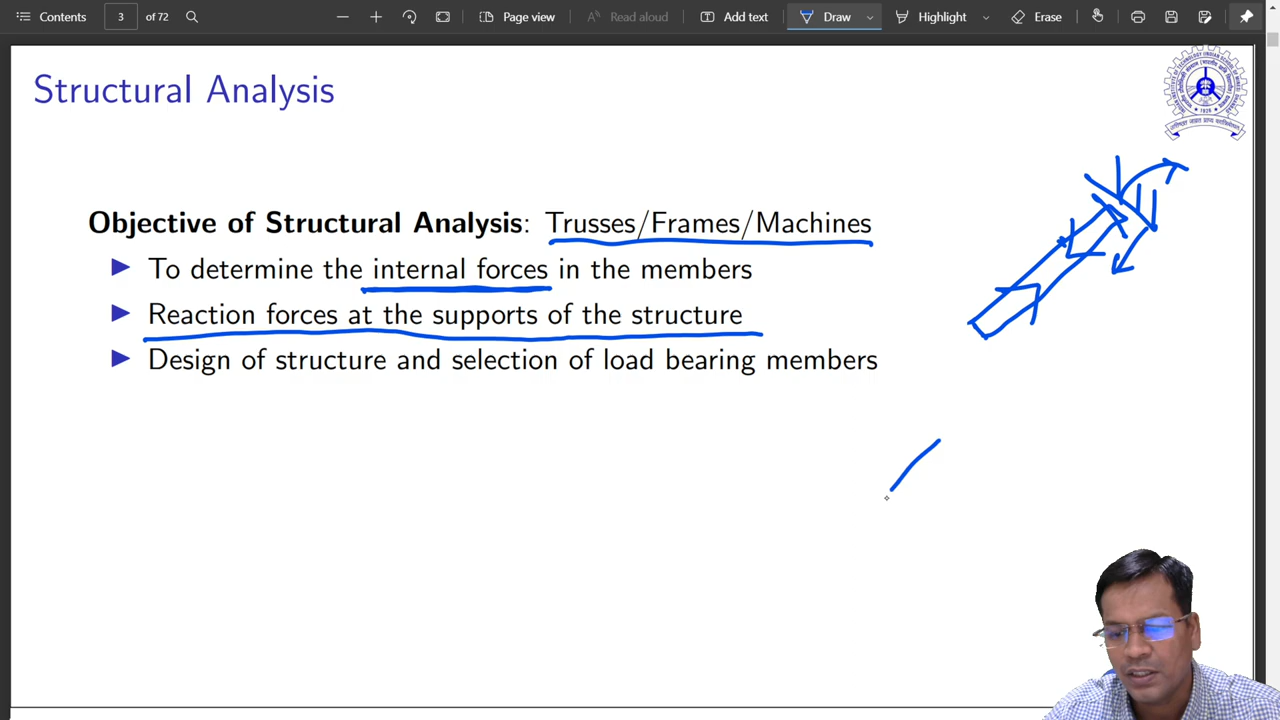 Contents 3 of 72 Page view Read aloud Add text Draw Highlight Erase
Structural Analysis
Objective of Structural Analysis: Trusses/Frames/Machines
To determine the internal forces in the members
Reaction forces at the supports of the structure
Design of structure and selection of load bearing members
1926